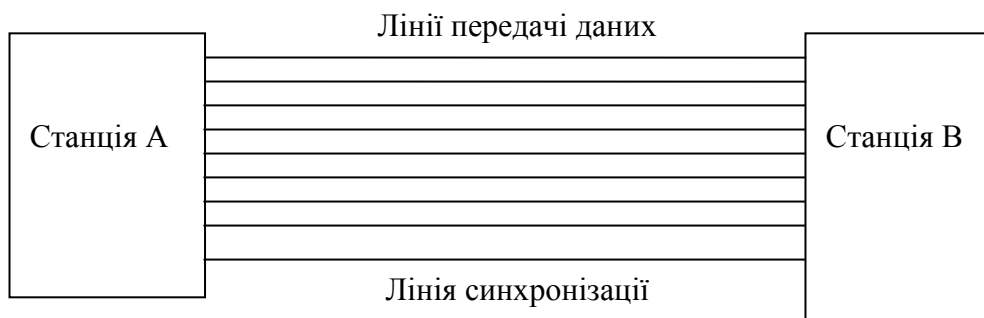 Лінії передачі даних
Станція А
Станція В
Лінія синхронізації